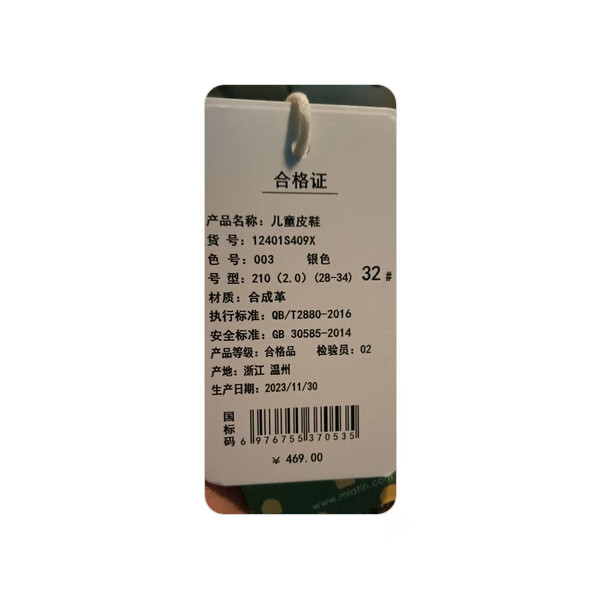 合格证
产品名称: 儿童皮鞋
货 号: 12401S409X
色 号: 003 银色
号 型: 210 (2.0) (28-34) 32#
材质: 合成革
执行标准: QB/T2880-2016
安全标准: GB 30585-2014
产品等级: 合格品 检验员: 02
产地: 浙江 温州
生产日期: 2023/11/30
国标码
6 976755 370535
¥ 469.00
www.mlatin.com